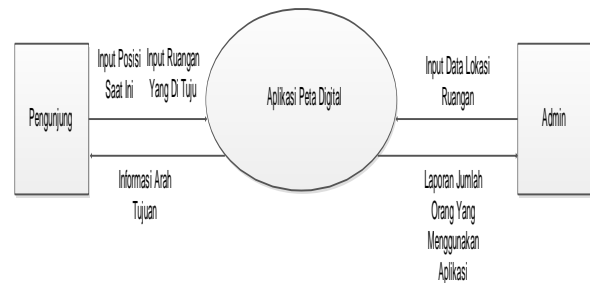 Pengunjung
Input Posisi
Saat Ini
Input Ruangan
Yang Di Tuju
Informasi Arah
Tujuan
Aplikasi Peta Digital
Input Data Lokasi
Ruangan
Laporan Jumlah
Orang Yang
Menggunakan
Aplikasi
Admin